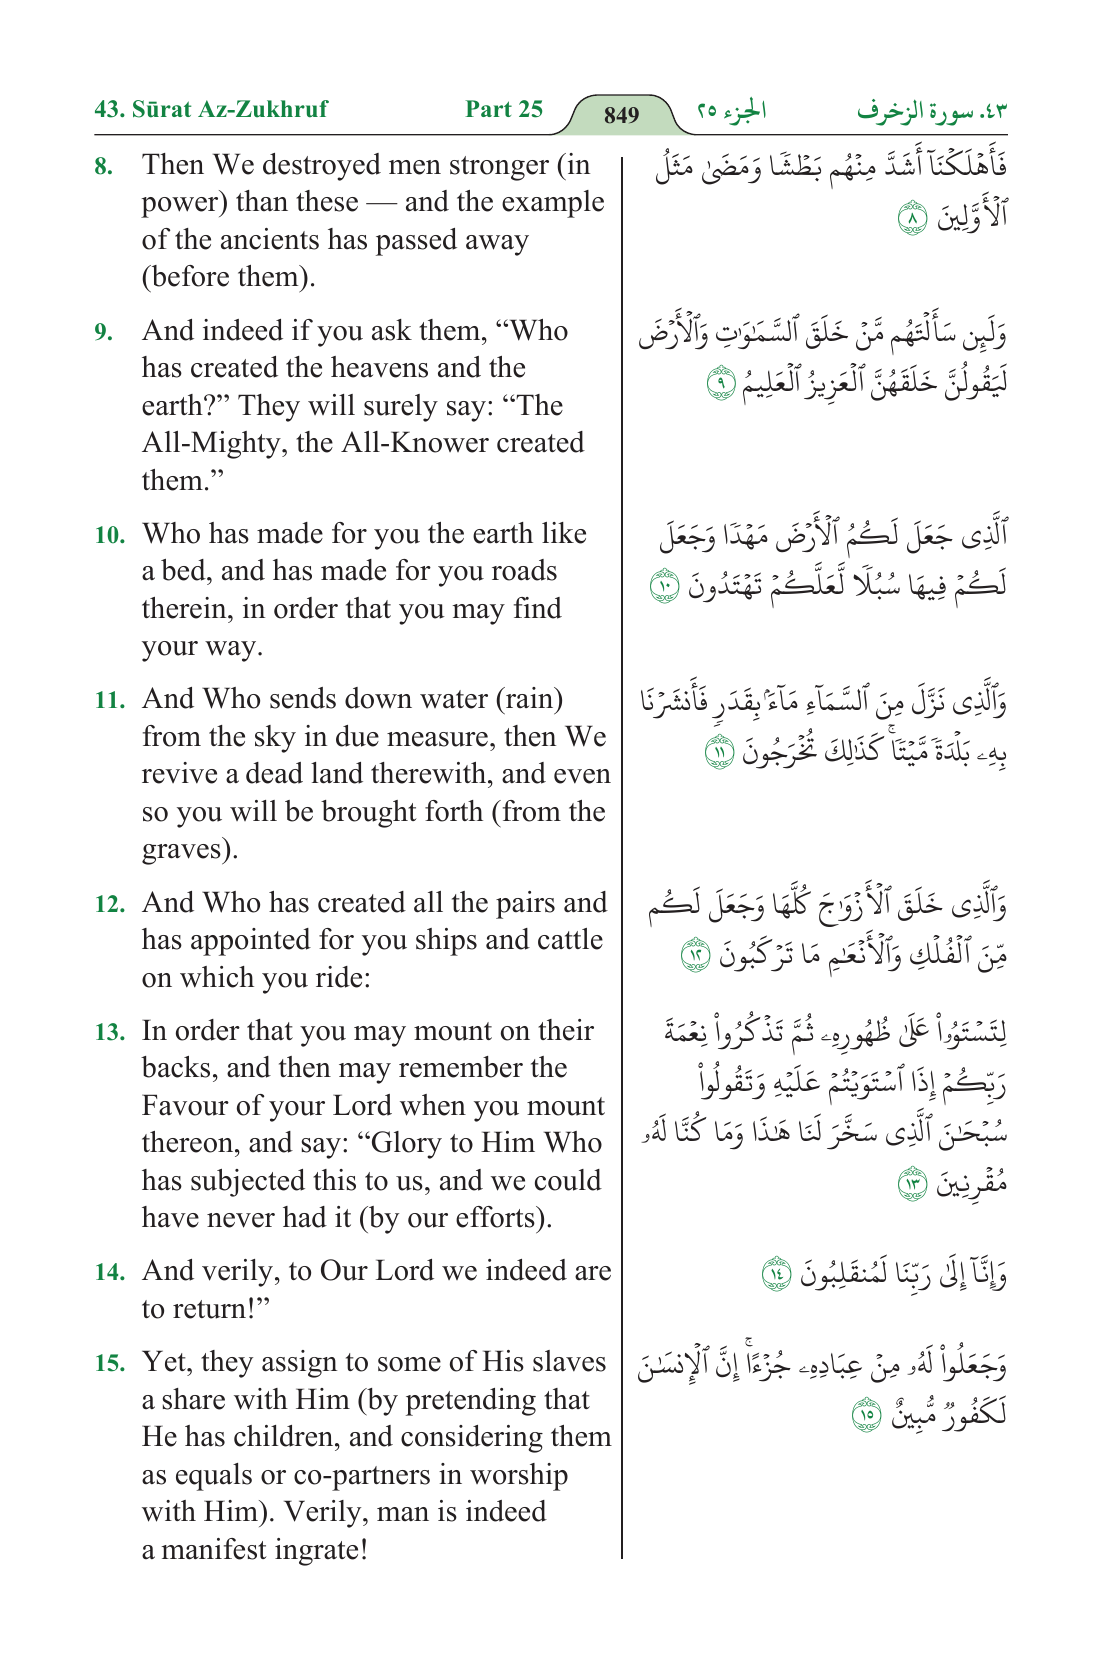 43. Sūrat Az-Zukhruf Part 25 849 الجزء ٢٥ ٤٣. سورة الزخرف
8. Then We destroyed men stronger (in
power) than these — and the example
of the ancients has passed away
(before them).
9. And indeed if you ask them, “Who
has created the heavens and the
earth?” They will surely say: “The
All-Mighty, the All-Knower created
them.”
10. Who has made for you the earth like
a bed, and has made for you roads
therein, in order that you may find
your way.
11. And Who sends down water (rain)
from the sky in due measure, then We
revive a dead land therewith, and even
so you will be brought forth (from the
graves).
12. And Who has created all the pairs and
has appointed for you ships and cattle
on which you ride:
13. In order that you may mount on their
backs, and then may remember the
Favour of your Lord when you mount
thereon, and say: “Glory to Him Who
has subjected this to us, and we could
have never had it (by our efforts).
14. And verily, to Our Lord we indeed are
to return!”
15. Yet, they assign to some of His slaves
a share with Him (by pretending that
He has children, and considering them
as equals or co-partners in worship
with Him). Verily, man is indeed
a manifest ingrate!
فَأَهۡلَكۡنَآ أَشَدَّ مِنۡهُم بَطۡشٗا وَمَضَىٰ مَثَلُ
ٱلۡأَوَّلِينَ ٨
وَلَئِن سَأَلۡتَهُم مَّنۡ خَلَقَ ٱلسَّمَٰوَٰتِ وَٱلۡأَرۡضَ
لَيَقُولُنَّ خَلَقَهُنَّ ٱلۡعَزِيزُ ٱلۡعَلِيمُ ٩
ٱلَّذِي جَعَلَ لَكُمُ ٱلۡأَرۡضَ مَهۡدٗا وَجَعَلَ
لَكُمۡ فِيهَا سُبُلٗا لَّعَلَّكُمۡ تَهۡتَدُونَ ١٠
وَٱلَّذِي نَزَّلَ مِنَ ٱلسَّمَآءِ مَآءَۢ بِقَدَرٖ فَأَنشَرۡنَا
بِهِۦ بَلۡدَةٗ مَّيۡتٗاۚ كَذَٰلِكَ تُخۡرَجُونَ ١١
وَٱلَّذِي خَلَقَ ٱلۡأَزۡوَٰجَ كُلَّهَا وَجَعَلَ لَكُم
مِّنَ ٱلۡفُلۡكِ وَٱلۡأَنۡعَٰمِ مَا تَرۡكَبُونَ ١٢
لِتَسۡتَوُۥاْ عَلَىٰ ظُهُورِهِۦ ثُمَّ تَذۡكُرُواْ نِعۡمَةَ
رَبِّكُمۡ إِذَا ٱسۡتَوَيۡتُمۡ عَلَيۡهِ وَتَقُولُواْ
سُبۡحَٰنَ ٱلَّذِي سَخَّرَ لَنَا هَٰذَا وَمَا كُنَّا لَهُۥ
مُقۡرِنِينَ ١٣
وَإِنَّآ إِلَىٰ رَبِّنَا لَمُنقَلِبُونَ ١٤
وَجَعَلُواْ لَهُۥ مِنۡ عِبَادِهِۦ جُزۡءًاۚ إِنَّ ٱلۡإِنسَٰنَ
لَكَفُورٞ مُّبِينٌ ١٥